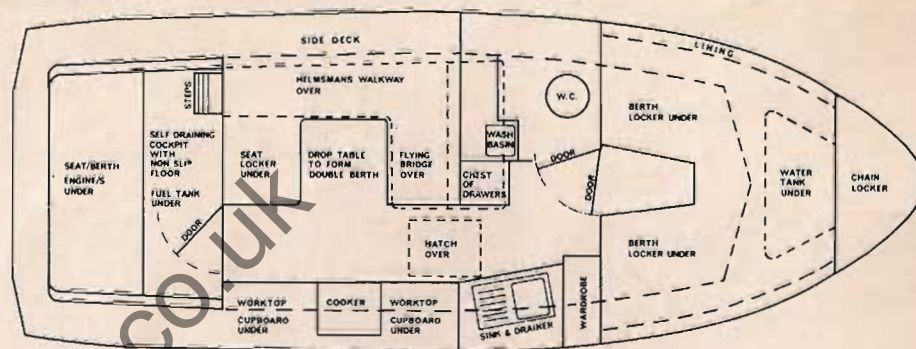 SIDE DECK
LINING
HELMSMANS WALKWAY
OVER
STEPS
W.C.
BERTH
LOCKER UNDER
SELF DRAINING
COCKPIT
WITH
NON SLIP
FLOOR
FUEL TANK
UNDER
SEAT/BERTH
ENGINE/S
UNDER
SEAT
LOCKER
UNDER
DROP TABLE
TO FORM
DOUBLE BERTH
FLYING
BRIDGE
OVER
WASH
BASIN
CHEST
OF
DRAWERS
DOOR
DOOR
WATER
TANK
UNDER
CHAIN
LOCKER
DOOR
HATCH
OVER
BERTH
LOCKER UNDER
WORKTOP
CUPBOARD
UNDER
COOKER
WORKTOP
CUPBOARD
UNDER
SINK & DRAINER
WARDROBE
co.uk